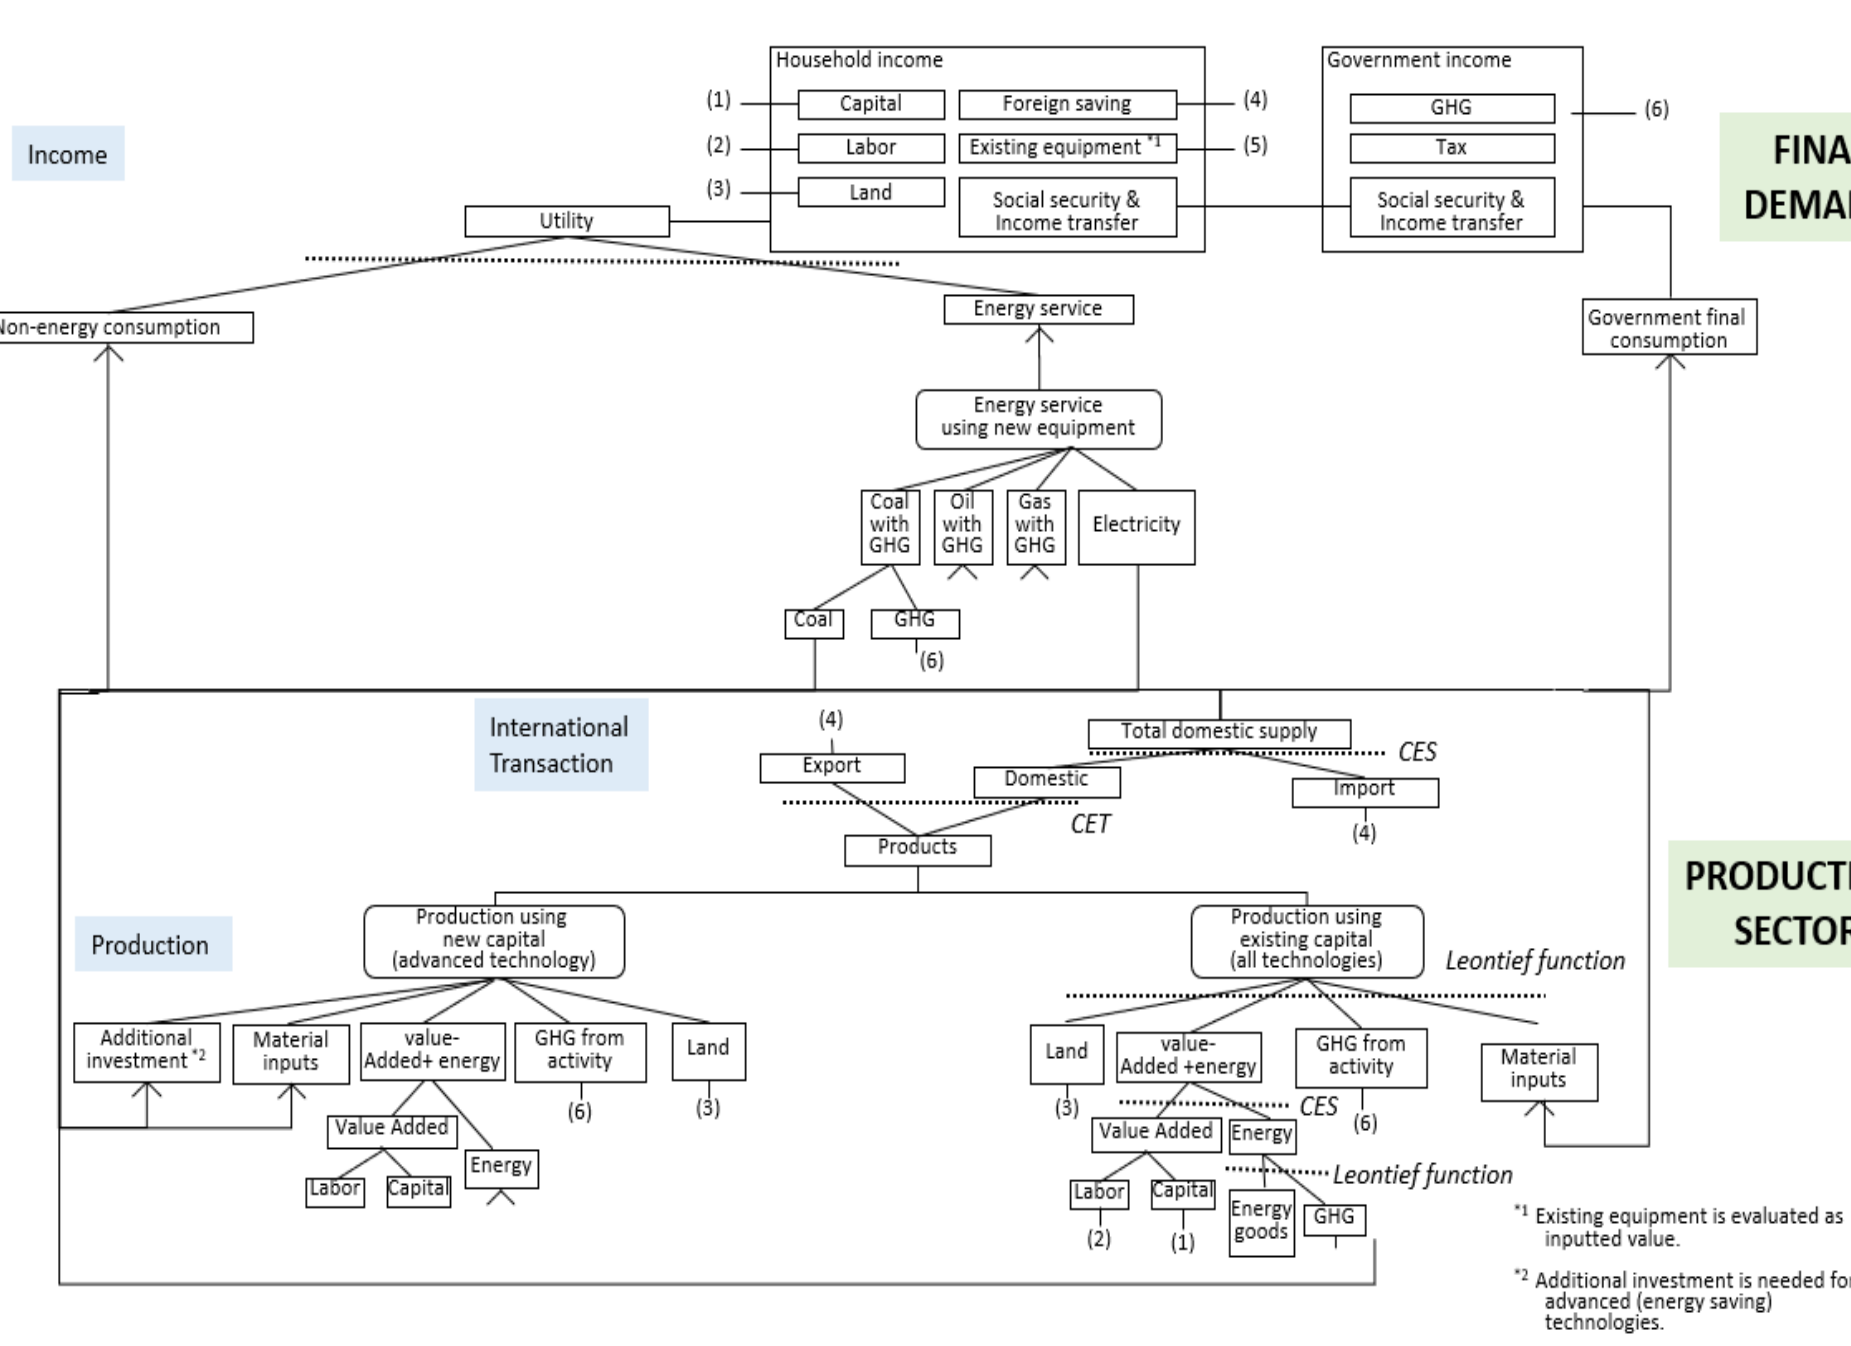 Household income
Government income
(1)
Capital
Foreign saving
(4)
GHG
(6)
Income
(2)
Labor
Existing equipment *1
(5)
Tax
FINA
DEMA
(3)
Land
Social security &
Income transfer
Social security &
Income transfer
Utility
Non-energy consumption
Energy service
Government final
consumption
Energy service
using new equipment
Coal
with
GHG
Oil
with
GHG
Gas
with
GHG
Electricity
Coal
GHG
(6)
International
Transaction
(4)
Export
Total domestic supply
CES
Domestic
Import
(4)
CET
Products
PRODUCTI
SECTOR
Production
Production using
new capital
(advanced technology)
Production using
existing capital
(all technologies)
Leontief function
Additional
investment *2
Material
inputs
value-
Added+ energy
GHG from
activity
Land
(6)
(3)
Value Added
Energy
Labor
Capital
Land
value-
Added +energy
GHG from
activity
Material
inputs
(3)
CES
(6)
Value Added
Energy
Leontief function
Labor
Capital
Energy
goods
GHG
(2)
(1)
*1 Existing equipment is evaluated as
inputted value.
*2 Additional investment is needed for
advanced (energy saving)
technologies.